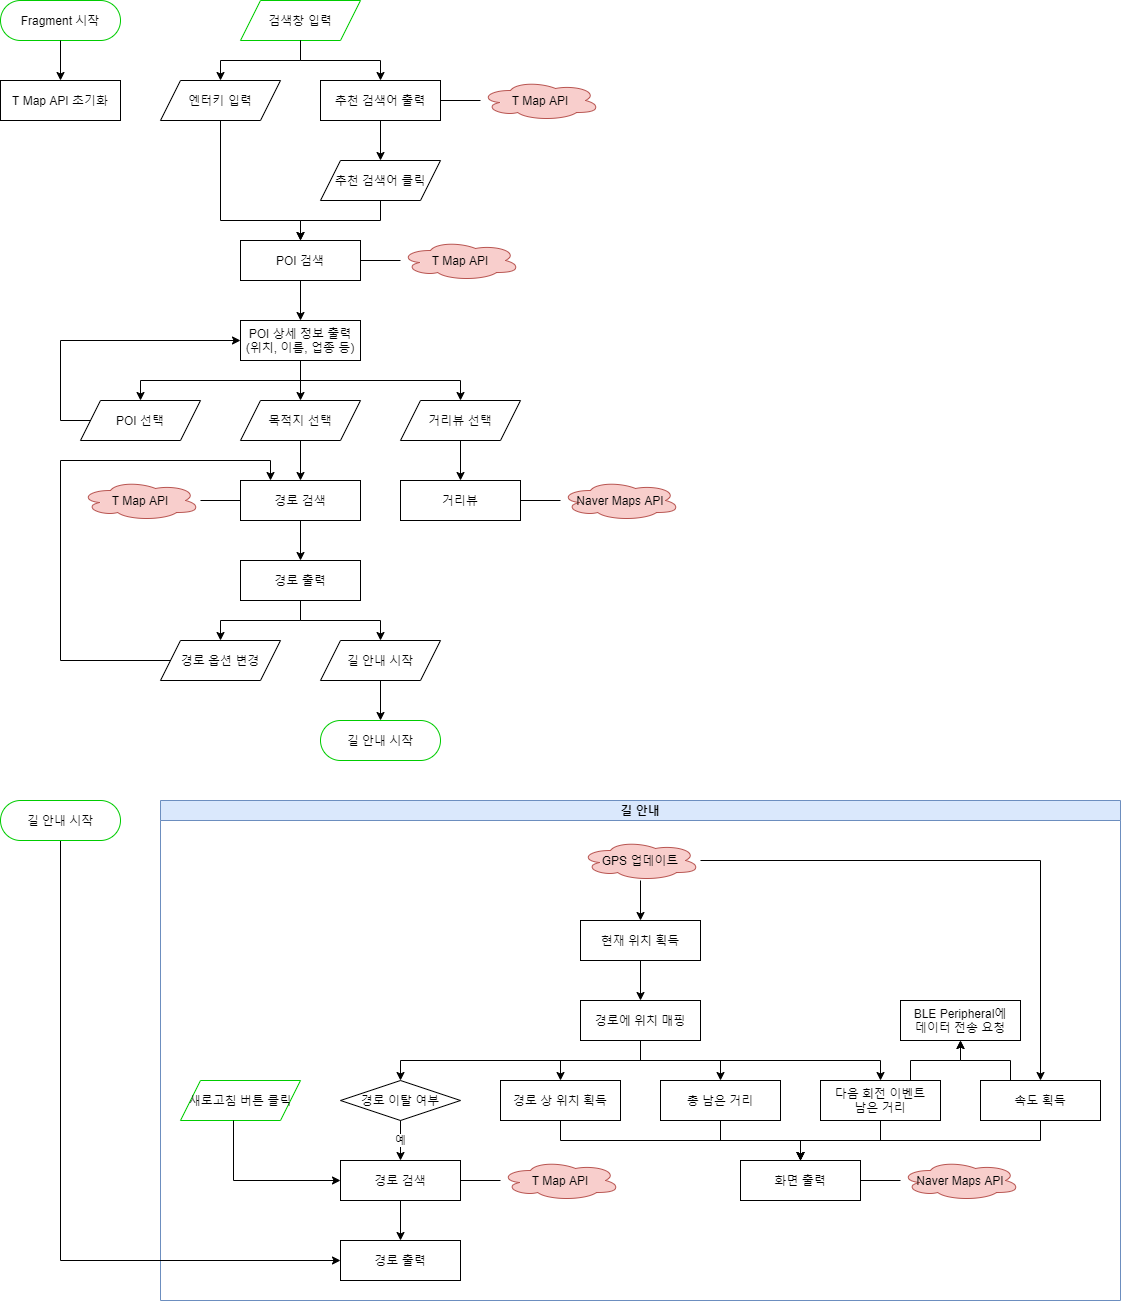 Fragment 시작
검색창 입력
T Map API 초기화
엔터키 입력
추천 검색어 출력
T Map API
추천 검색어 클릭
POI 검색
T Map API
POI 상세 정보 출력
(위치, 이름, 업종 등)
POI 선택
목적지 선택
거리뷰 선택
T Map API
경로 검색
거리뷰
Naver Maps API
경로 출력
경로 옵션 변경
길 안내 시작
길 안내 시작
길 안내 시작
길 안내
GPS 업데이트
현재 위치 획득
경로에 위치 매핑
BLE Peripheral에
데이터 전송 요청
새로고침 버튼 클릭
경로 이탈 여부
경로 상 위치 획득
총 남은 거리
다음 회전 이벤트
남은 거리
속도 획득
예
경로 검색
T Map API
화면 출력
Naver Maps API
경로 출력